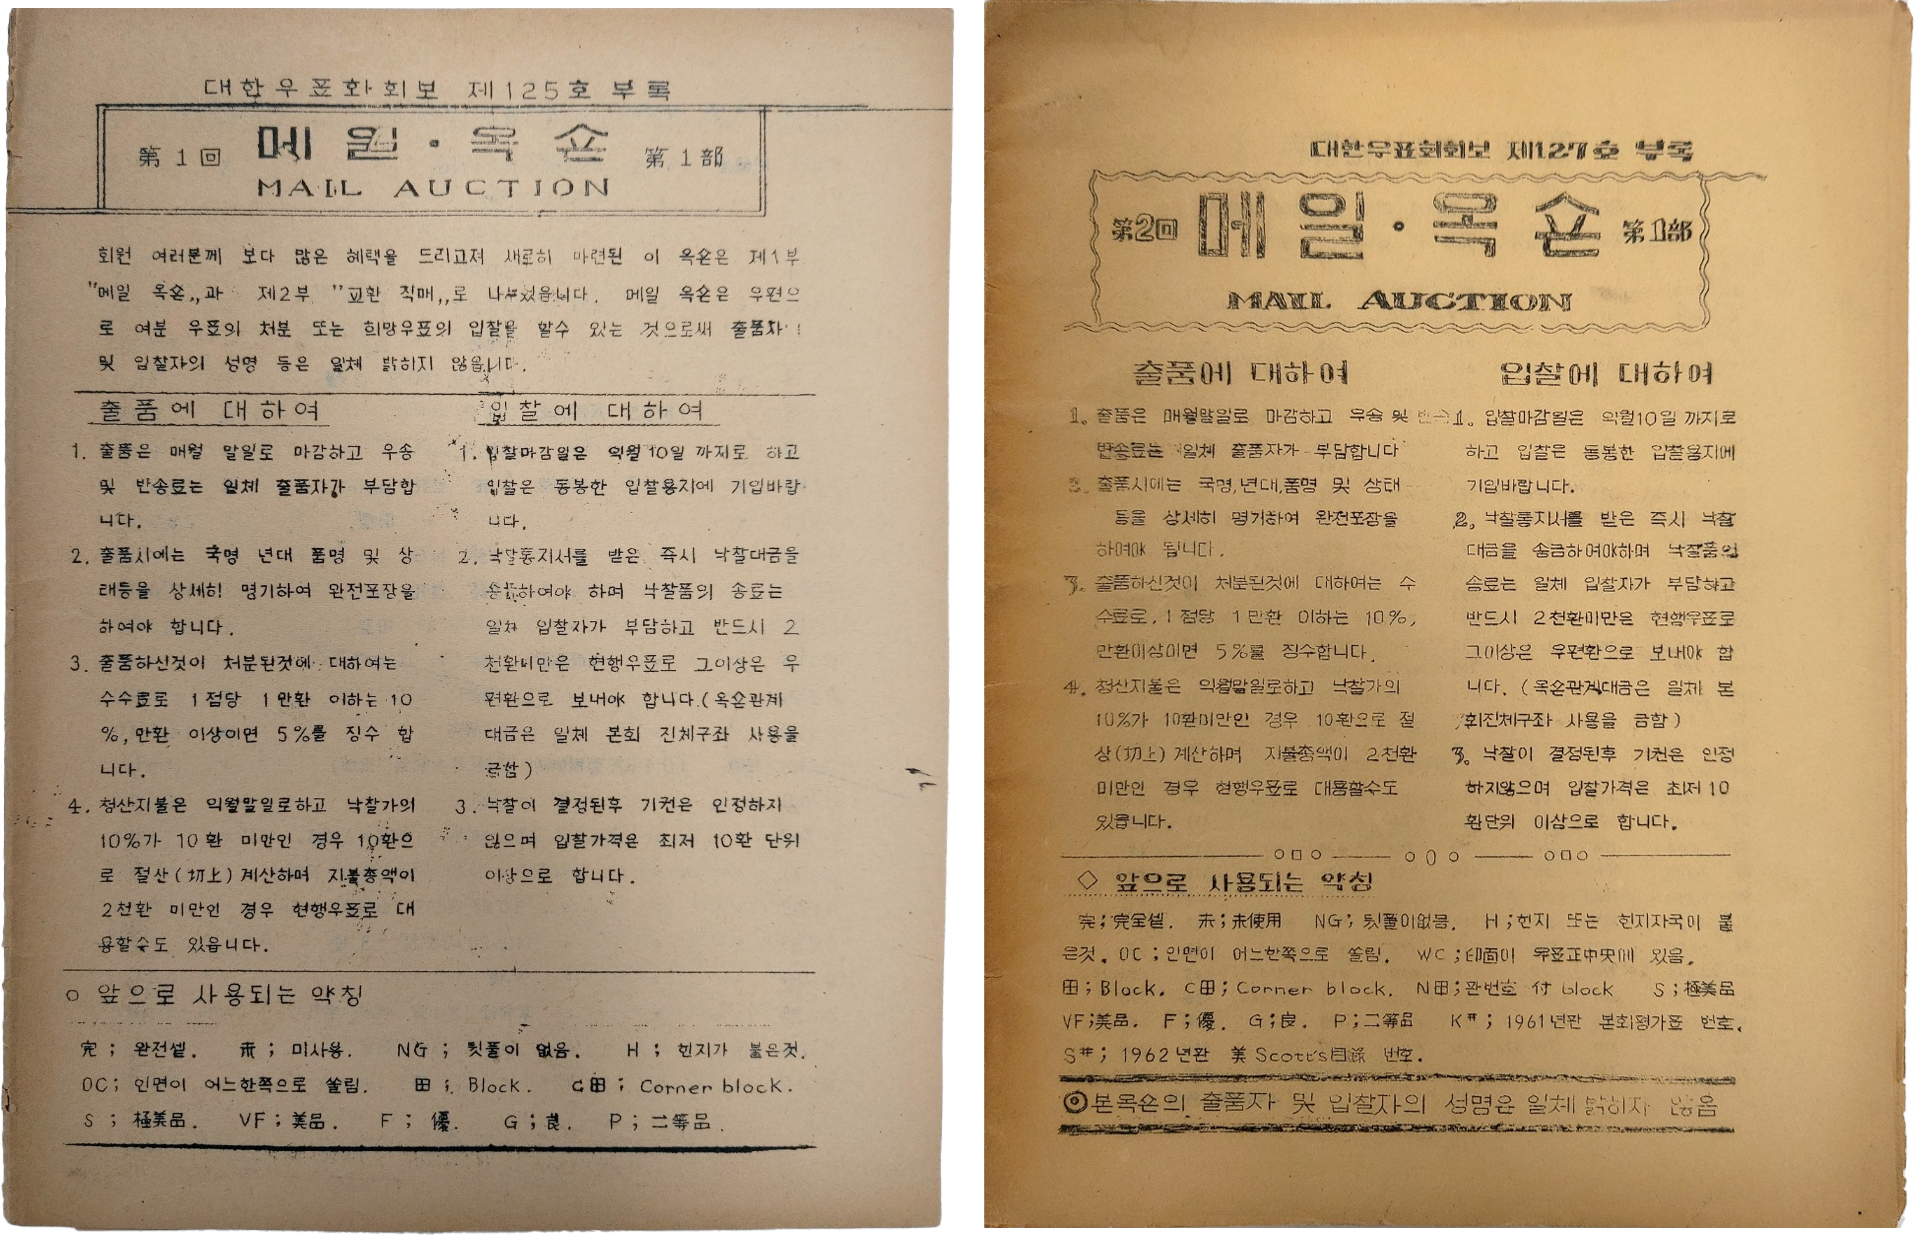 대한우표화회보 제125호 부록
第1回 메일·옥숀 第1部
MAIL AUCTION
회원 여러분께 보다 많은 혜택을 드리고져 새로히 마련된 이 옥숀은 제1부
"메일 옥숀„과 제2부 "교환 직매„로 나누었읍니다. 메일 옥숀은 우편으
로 여분 우표의 처분 또는 희망우표의 입찰을 할수 있는 것으로써 출품자
및 입찰자의 성명 등은 일체 밝히지 않읍니다.
출품에 대하여
1. 출품은 매월 말일로 마감하고 우송
및 반송료는 일체 출품자가 부담합
니다.
2. 출품시에는 국명 년대 품명 및 상
태등을 상세히 명기하여 완전포장을
하여야 합니다.
3. 출품하신것이 처분된것에 대하여는
수수료로 1점당 1만환 이하는 10
%,만환 이상이면 5%를 징수 합
니다.
4. 청산지불은 익월말일로하고 낙찰가의
10%가 10환 미만인 경우 10환으
로 절산(切上)계산하며 지불총액이
2천환 미만인 경우 현행우표로 대
용할수도 있읍니다.
입찰에 대하여
1. 입찰마감일은 익월10일 까지로 하고
입찰은 동봉한 입찰용지에 기입바랍
니다.
2. 낙찰통지서를 받은 즉시 낙찰대금을
송금하여야 하며 낙찰품의 송료는
일체 입찰자가 부담하고 반드시 2
천환미만은 현행우표로 그이상은 우
편환으로 보내야 합니다.(옥숀관계
대금은 일체 본회 진체구좌 사용을
금함)
3. 낙찰이 결정된후 기권은 인정하지
않으며 입찰가격은 최저 10환 단위
이상으로 합니다.
○ 앞으로 사용되는 약칭
完; 완전셑. 未; 미사용. NG; 뒷풀이 없음. H; 힌지가 붙은것.
OC; 인면이 어느한쪽으로 쏠림. 田; Block. C田; Corner block.
S; 極美品. VF; 美品. F; 優. G; 良. P; 二等品.
대한우표회회보 제127호 부록
第2回 메일·옥숀 第1部
MAIL AUCTION
출품에 대하여
1. 출품은 매월말일로 마감하고 우송 및 반송
반송료는 일체 출품자가 부담합니다
2. 출품시에는 국명,년대,품명 및 상태
등을 상세히 명기하여 완전포장을
하여야 됩니다.
3. 출품하신것이 처분된것에 대하여는 수
수료로, 1점당 1만환 이하는 10%,
만환이상이면 5%를 징수합니다.
4. 청산지불은 익월말일로하고 낙찰가의
10%가 10환미만인 경우 10환으로 절
상(切上)계산하며 지불총액이 2천환
미만인 경우 현행우표로 대용할수도
있읍니다.
입찰에 대하여
1. 입찰마감일은 익월10일 까지로
하고 입찰은 동봉한 입찰용지에
기입바랍니다.
2. 낙찰통지서를 받은 즉시 낙찰
대금을 송금하여야하며 낙찰품의
송료는 일체 입찰자가 부담하고
반드시 2천환미만은 현행우표로
그이상은 우편환으로 보내야 합
니다. (옥숀관계대금은 일체 본
회진체구좌 사용을 금함)
3. 낙찰이 결정된후 기권은 인정
하지않으며 입찰가격은 최저 10
환단위 이상으로 합니다.
◇ 앞으로 사용되는 약칭
完;完全셑. 未;未使用 NG; 뒷풀이없음. H;힌지 또는 힌지자국이 붙
은것. OC;인면이 어느한쪽으로 쏠림. WC;印面이 우표正中央에 있음.
田; Block. C田; Corner block. N田;판번호 付 block S;極美品
VF;美品. F;優. G;良. P;二等品 K#; 1961년판 본회평가표 번호.
S#; 1962년판 美 Scott's目錄 번호.
◎본옥숀의 출품자 및 입찰자의 성명은 일체 밝히지 않음